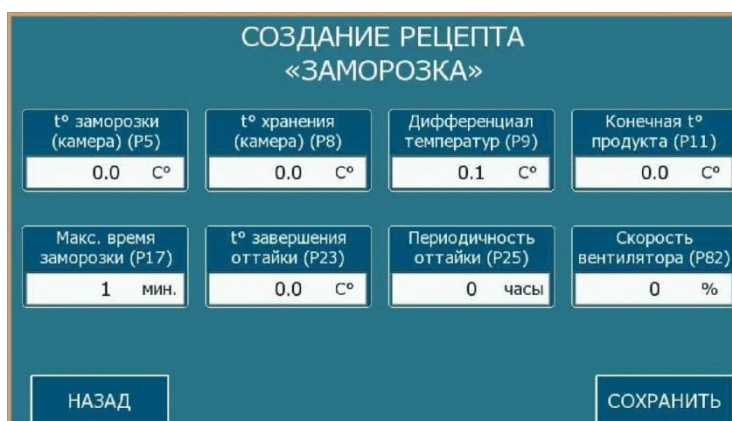 СОЗДАНИЕ РЕЦЕПТА
«ЗАМОРОЗКА»
t° заморозки
(камера) (P5)
0.0 C°
t° хранения
(камера) (P8)
0.0 C°
Дифференциал
температур (P9)
0.1 C°
Конечная t°
продукта (P11)
0.0 C°
Макс. время
заморозки (P17)
1 мин.
t° завершения
оттайки (P23)
0.0 C°
Периодичность
оттайки (P25)
0 часы
Скорость
вентилятора (P82)
0 %
НАЗАД
СОХРАНИТЬ